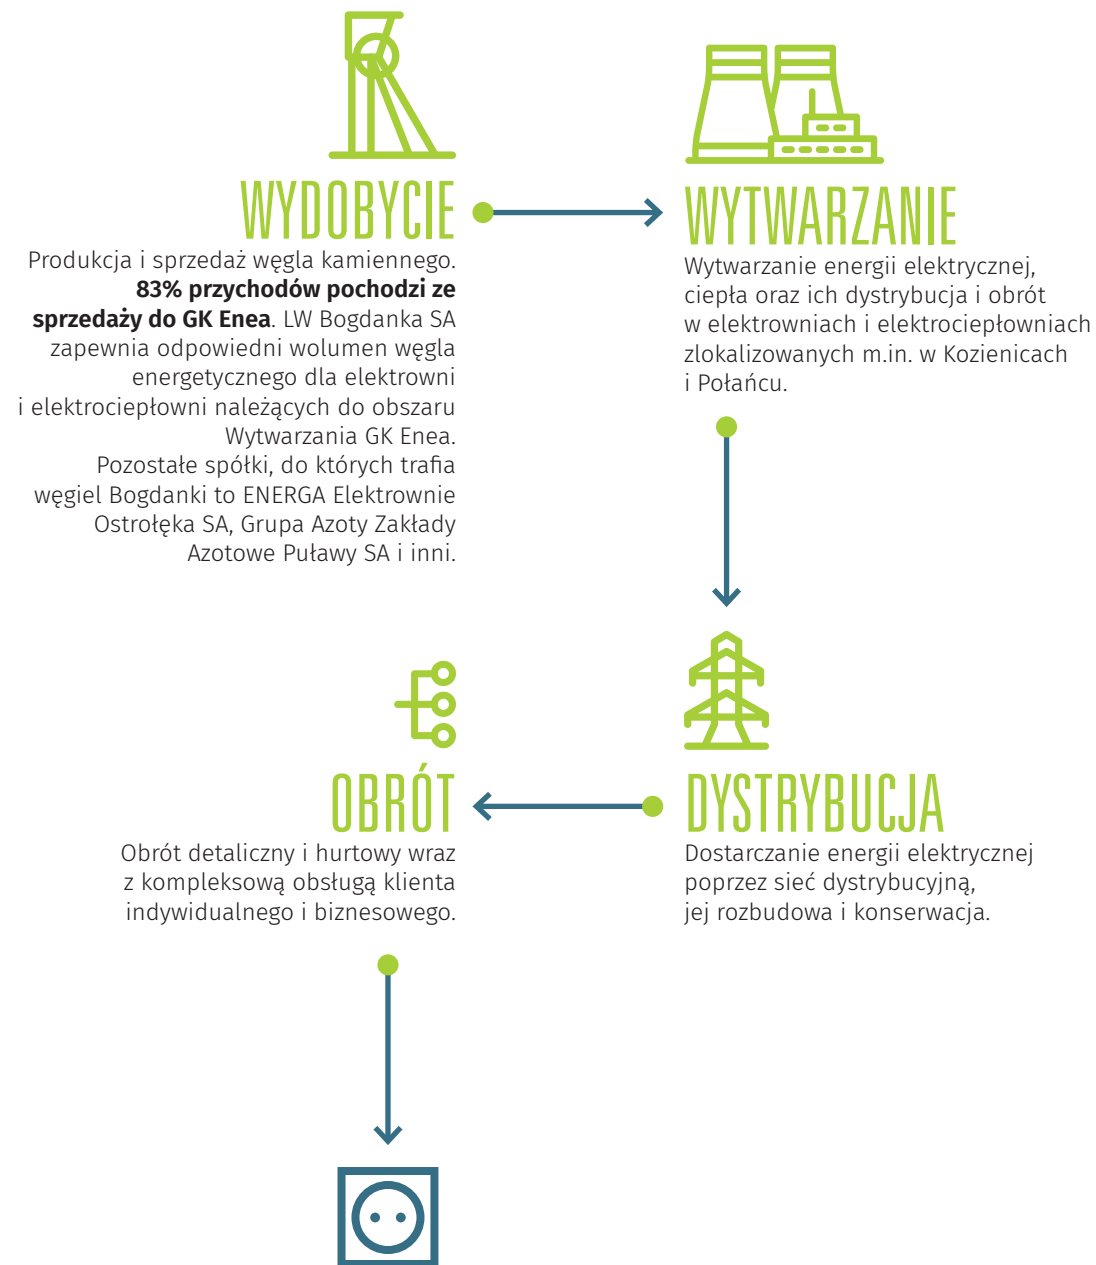 WYDOBYCIE
Produkcja i sprzedaż węgla kamiennego.
83% przychodów pochodzi ze
sprzedaży do GK Enea. LW Bogdanka SA
zapewnia odpowiedni wolumen węgla
energetycznego dla elektrowni
i elektrociepłowni należących do obszaru
Wytwarzania GK Enea.
Pozostałe spółki, do których trafia
węgiel Bogdanki to ENERGA Elektrownie
Ostrołęka SA, Grupa Azoty Zakłady
Azotowe Puławy SA i inni.
WYTWARZANIE
Wytwarzanie energii elektrycznej,
ciepła oraz ich dystrybucja i obrót
w elektrowniach i elektrociepłowniach
zlokalizowanych m.in. w Kozienicach
i Połańcu.
DYSTRYBUCJA
Dostarczanie energii elektrycznej
poprzez sieć dystrybucyjną,
jej rozbudowa i konserwacja.
OBRÓT
Obrót detaliczny i hurtowy wraz
z kompleksową obsługą klienta
indywidualnego i biznesowego.